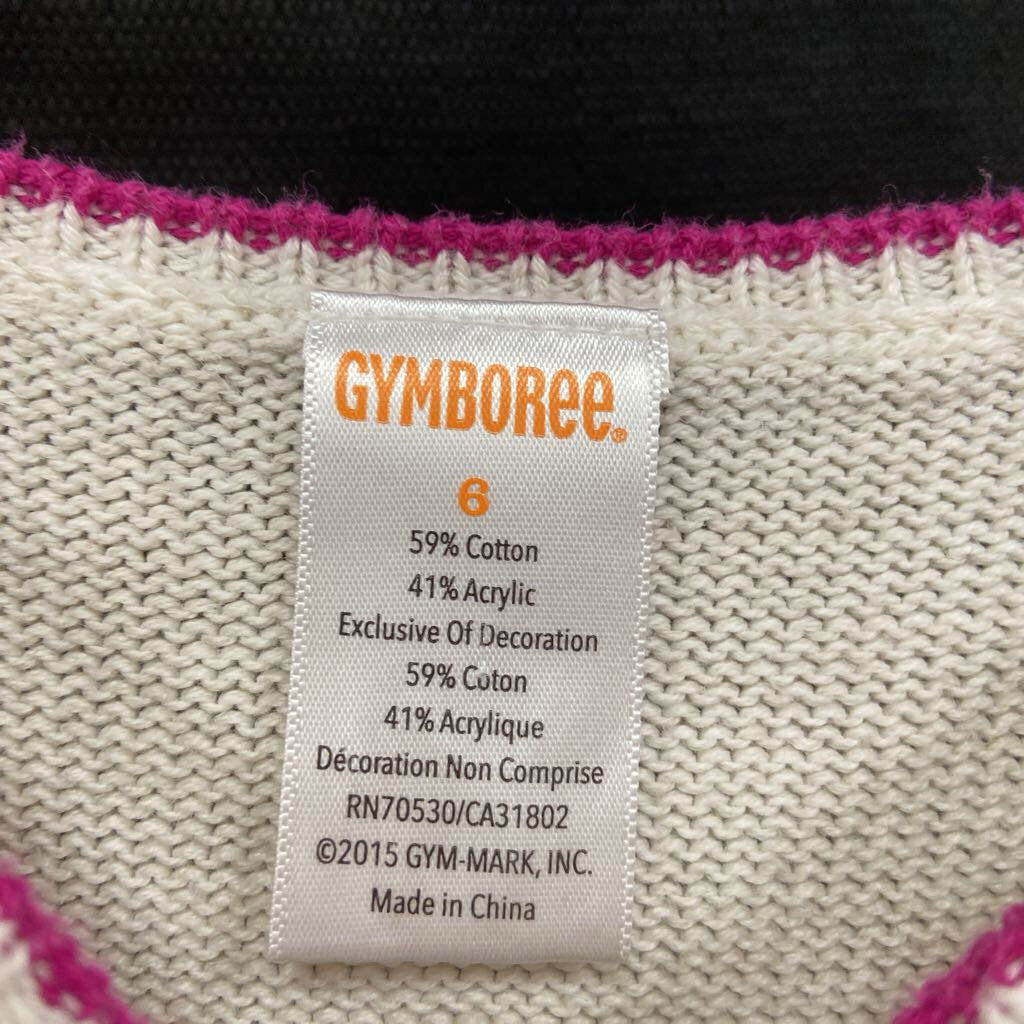 GYMBOREE®
6
59% Cotton
41% Acrylic
Exclusive Of Decoration
59% Coton
41% Acrylique
Décoration Non Comprise
RN70530/CA31802
©2015 GYM-MARK, INC.
Made in China